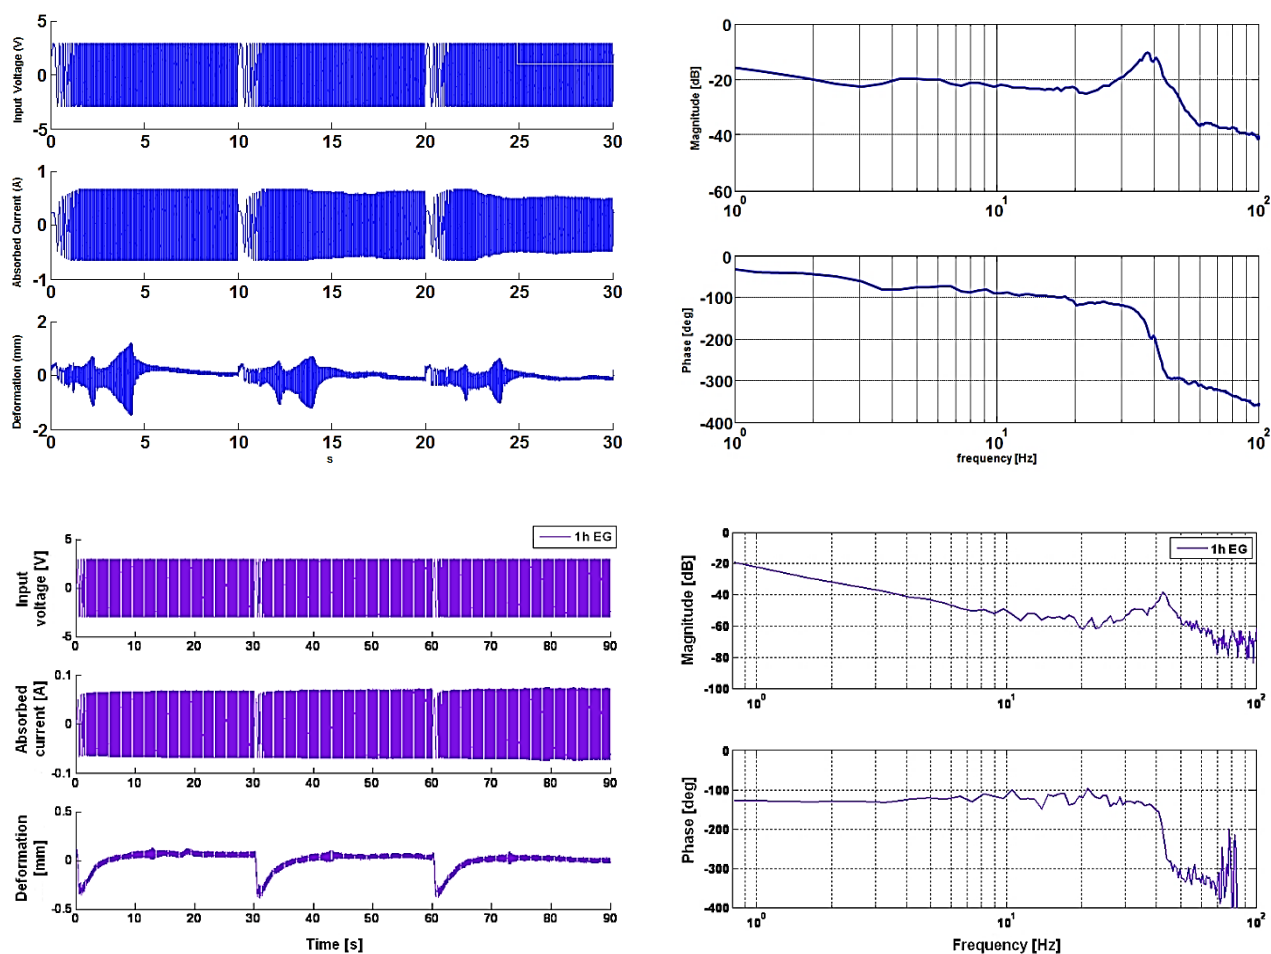 5
0
-5
Input Voltage (V)
0 5 10 15 20 25 30
1
0
-1
Absorbed Current (A)
0 5 10 15 20 25 30
2
0
-2
Deformation (mm)
0 5 10 15 20 25 30
s
0
-20
-40
-60
Magnitude [dB]
10^0 10^1 10^2
0
-100
-200
-300
-400
Phase [deg]
10^0 10^1 10^2
frequency [Hz]
1h EG
5
0
-5
Input
voltage [V]
0 10 20 30 40 50 60 70 80 90
0.1
0
-0.1
Absorbed
current [A]
0 10 20 30 40 50 60 70 80 90
0.5
0
-0.5
Deformation
[mm]
0 10 20 30 40 50 60 70 80 90
Time [s]
1h EG
0
-20
-40
-60
-80
-100
Magnitude [dB]
10^0 10^1 10^2
0
-100
-200
-300
-400
Phase [deg]
10^0 10^1 10^2
Frequency [Hz]